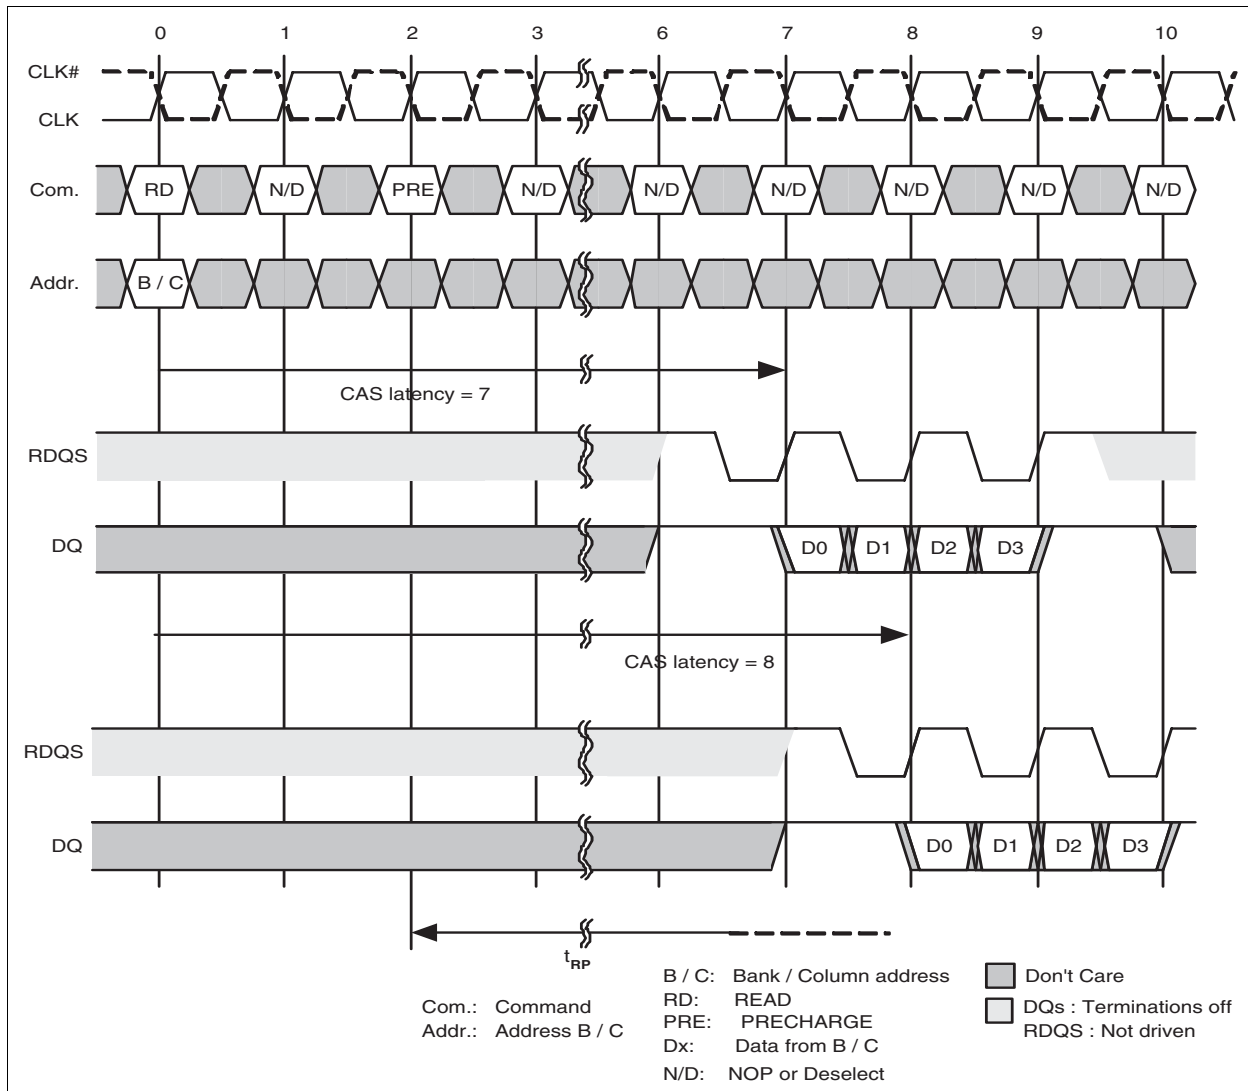 0 1 2 3 6 7 8 9 10
CLK#
CLK
Com. RD N/D PRE N/D N/D N/D N/D N/D N/D
Addr. B / C
CAS latency = 7
RDQS
DQ D0 D1 D2 D3
CAS latency = 8
RDQS
DQ D0 D1 D2 D3
tRP
Com.: Command
Addr.: Address B / C
B / C: Bank / Column address
RD: READ
PRE: PRECHARGE
Dx: Data from B / C
N/D: NOP or Deselect
Don't Care
DQs : Terminations off
RDQS : Not driven